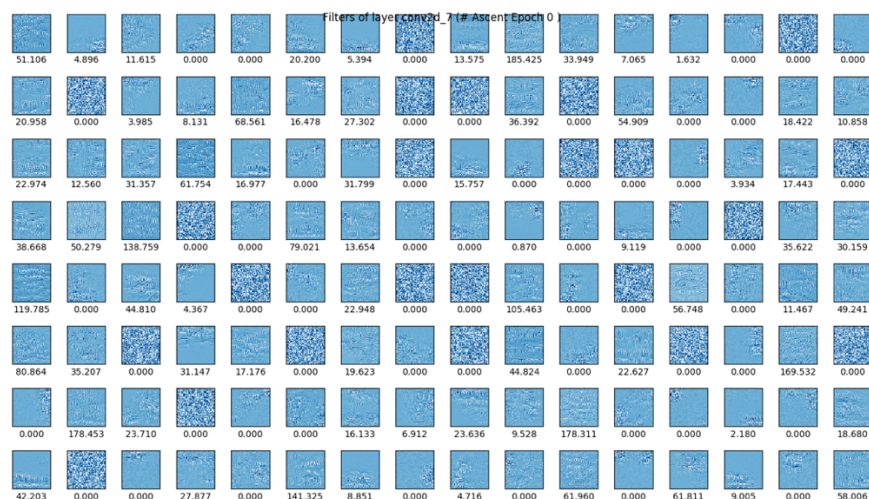 Filters of layer conv2d_7 (# Ascent Epoch 0 )
51.106 4.896 11.615 0.000 0.000 20.200 5.394 0.000 13.575 185.425 33.949 7.065 1.632 0.000 0.000 0.000
20.958 0.000 3.985 8.131 68.561 16.478 27.302 0.000 0.000 36.392 0.000 54.909 0.000 0.000 18.422 10.858
22.974 12.560 31.357 61.754 16.977 0.000 31.799 0.000 15.757 0.000 0.000 0.000 0.000 3.934 17.443 0.000
38.668 50.279 138.759 0.000 0.000 79.021 13.654 0.000 0.000 0.870 0.000 9.119 0.000 0.000 35.622 30.159
119.785 0.000 44.810 4.367 0.000 0.000 22.948 0.000 0.000 105.463 0.000 0.000 56.748 0.000 11.467 49.241
80.864 35.207 0.000 31.147 17.176 0.000 19.623 0.000 0.000 44.824 0.000 22.627 0.000 0.000 169.532 0.000
0.000 178.453 23.710 0.000 0.000 0.000 16.133 6.912 23.636 9.528 178.311 0.000 0.000 2.180 0.000 18.680
42.203 0.000 0.000 27.877 0.000 141.325 8.851 0.000 4.716 0.000 61.960 0.000 61.811 9.005 0.000 58.006